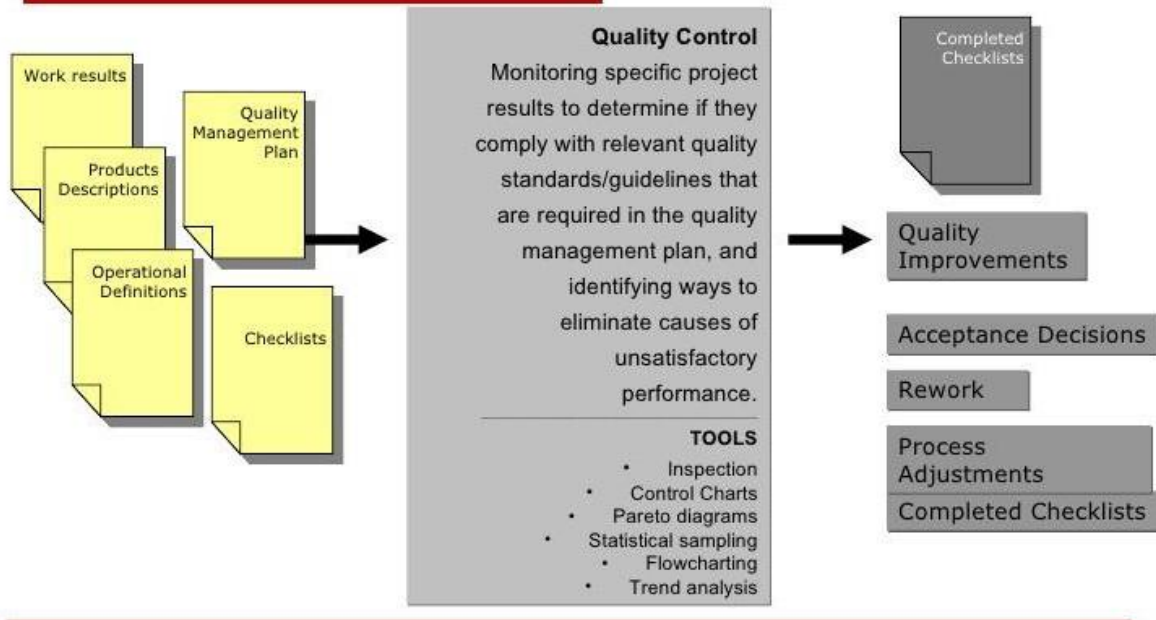 Work results
Products
Descriptions
Operational
Definitions
Quality
Management
Plan
Checklists
Quality Control
Monitoring specific project
results to determine if they
comply with relevant quality
standards/guidelines that
are required in the quality
management plan, and
identifying ways to
eliminate causes of
unsatisfactory
performance.
TOOLS
• Inspection
• Control Charts
• Pareto diagrams
• Statistical sampling
• Flowcharting
• Trend analysis
Completed
Checklists
Quality
Improvements
Acceptance Decisions
Rework
Process
Adjustments
Completed Checklists